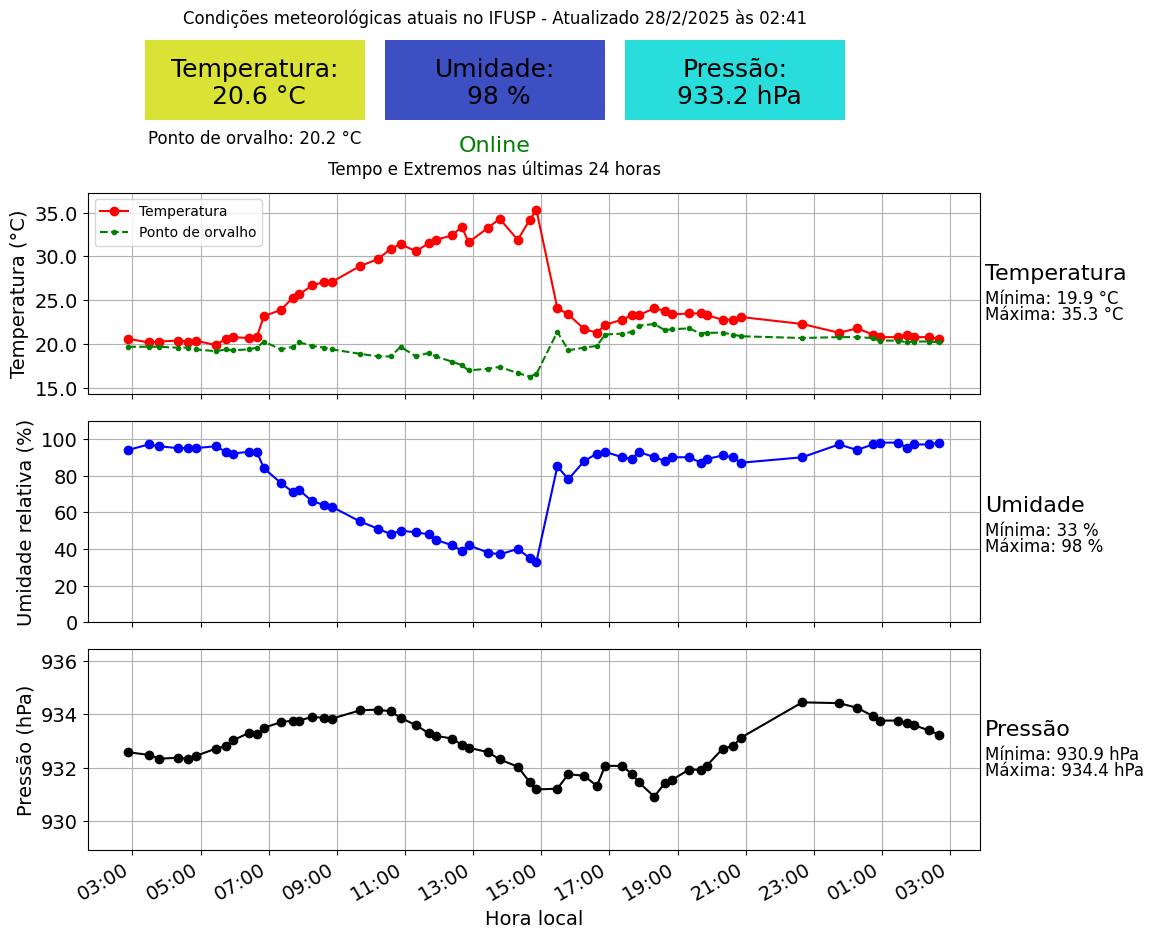 Condições meteorológicas atuais no IFUSP - Atualizado 28/2/2025 às 02:41
Temperatura:
20.6 °C
Umidade:
98 %
Pressão:
933.2 hPa
Ponto de orvalho: 20.2 °C
Online
Tempo e Extremos nas últimas 24 horas
Temperatura (°C)
35.0
30.0
25.0
20.0
15.0
Temperatura
Ponto de orvalho
Temperatura
Mínima: 19.9 °C
Máxima: 35.3 °C
Umidade relativa (%)
100
80
60
40
20
0
Umidade
Mínima: 33 %
Máxima: 98 %
Pressão (hPa)
936
934
932
930
Pressão
Mínima: 930.9 hPa
Máxima: 934.4 hPa
03:00 05:00 07:00 09:00 11:00 13:00 15:00 17:00 19:00 21:00 23:00 01:00 03:00
Hora local